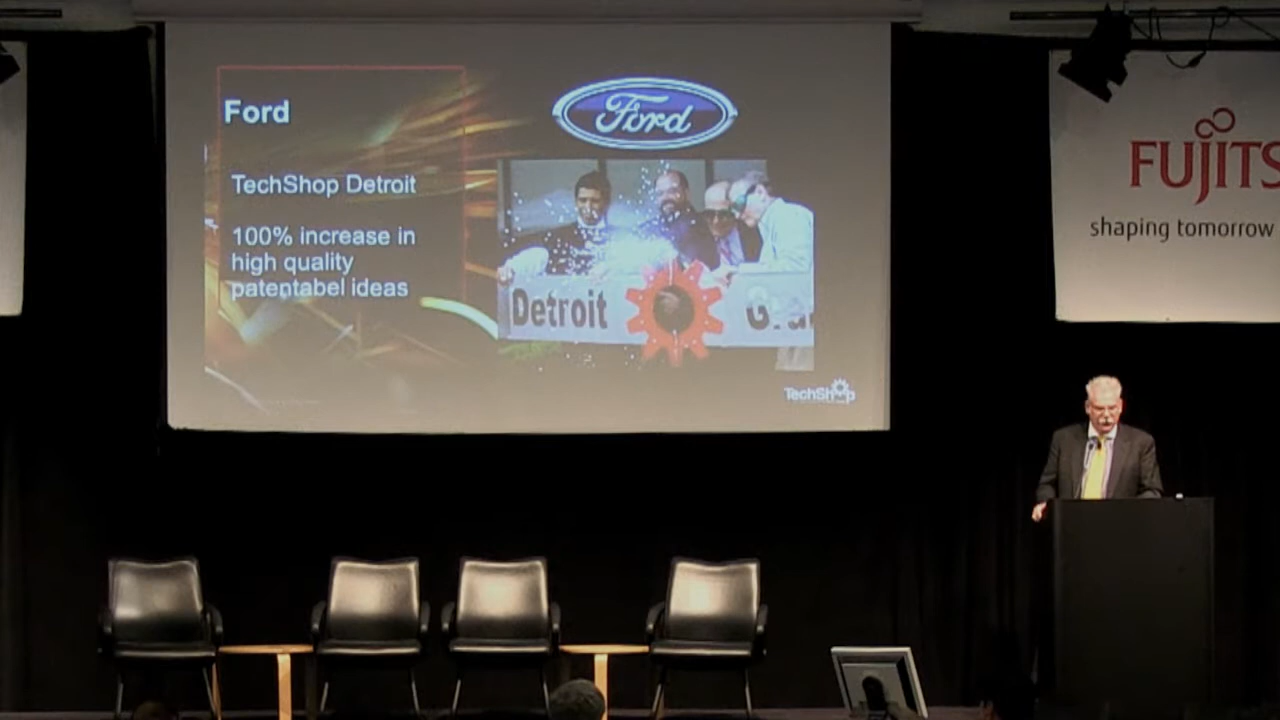 Ford
Ford
TechShop Detroit
100% increase in
high quality
patentabel ideas
Detroit
TechShop
FUJITS
shaping tomorrow